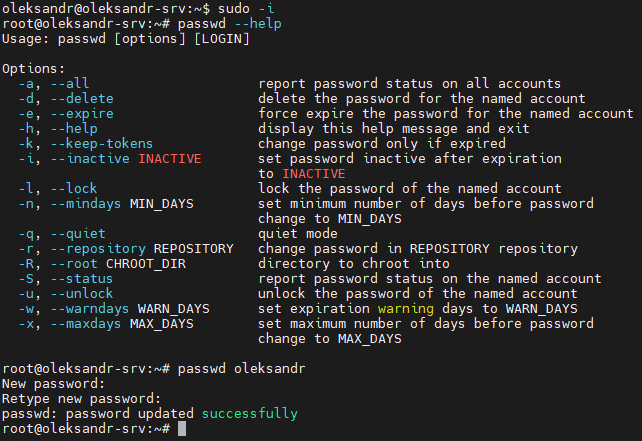 oleksandr@oleksandr-srv:~$ sudo -i
root@oleksandr-srv:~# passwd --help
Usage: passwd [options] [LOGIN]

Options:
  -a, --all                     report password status on all accounts
  -d, --delete                  delete the password for the named account
  -e, --expire                  force expire the password for the named account
  -h, --help                    display this help message and exit
  -k, --keep-tokens             change password only if expired
  -i, --inactive INACTIVE       set password inactive after expiration
                                to INACTIVE
  -l, --lock                    lock the password of the named account
  -n, --mindays MIN_DAYS        set minimum number of days before password
                                change to MIN_DAYS
  -q, --quiet                   quiet mode
  -r, --repository REPOSITORY   change password in REPOSITORY repository
  -R, --root CHROOT_DIR         directory to chroot into
  -S, --status                  report password status on the named account
  -u, --unlock                  unlock the password of the named account
  -w, --warndays WARN_DAYS      set expiration warning days to WARN_DAYS
  -x, --maxdays MAX_DAYS        set maximum number of days before password
                                change to MAX_DAYS

root@oleksandr-srv:~# passwd oleksandr
New password:
Retype new password:
passwd: password updated successfully
root@oleksandr-srv:~#